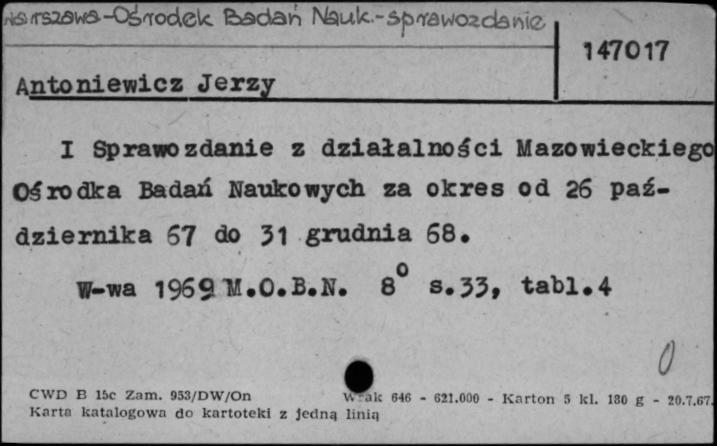 Warszawa-Ośrodek Badań Nauk.-sprawozdanie
147017
Antoniewicz Jerzy
I Sprawozdanie z działalności Mazowieckiego
Ośrodka Badań Naukowych za okres od 26 paź-
dziernika 67 do 31 grudnia 68.
W-wa 1969 M.O.B.N. 8° s.33, tabl.4
0
CWD B 15c Zam. 953/DW/On W-ak 646 - 621.000 - Karton 5 kl. 180 g - 20.7.67.
Karta katalogowa do kartoteki z jedną linią